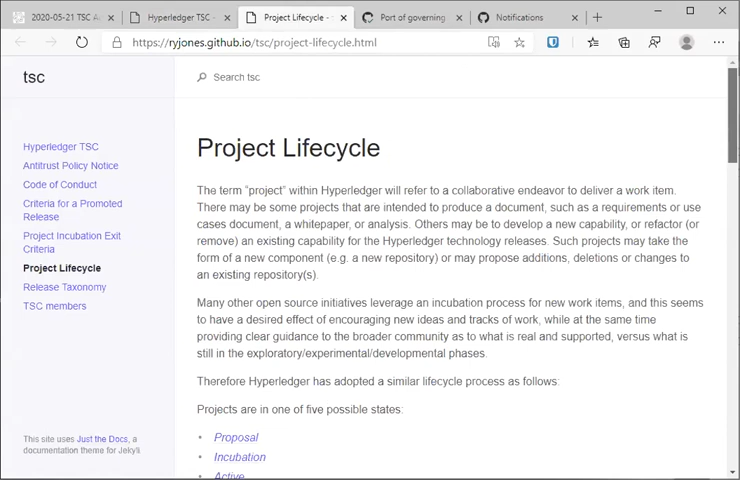 2020-05-21 TSC A
Hyperledger TSC -
Project Lifecycle -
Port of governing
Notifications
https://ryjones.github.io/tsc/project-lifecycle.html
tsc
Search tsc
Hyperledger TSC
Antitrust Policy Notice
Code of Conduct
Criteria for a Promoted
Release
Project Incubation Exit
Criteria
Project Lifecycle
Release Taxonomy
TSC members
This site uses Just the Docs, a
documentation theme for Jekyll.
Project Lifecycle
The term "project" within Hyperledger will refer to a collaborative endeavor to deliver a work item.
There may be some projects that are intended to produce a document, such as a requirements or use
cases document, a whitepaper, or analysis. Others may be to develop a new capability, or refactor (or
remove) an existing capability for the Hyperledger technology releases. Such projects may take the
form of a new component (e.g. a new repository) or may propose additions, deletions or changes to
an existing repository(s).
Many other open source initiatives leverage an incubation process for new work items, and this seems
to have a desired effect of encouraging new ideas and tracks of work, while at the same time
providing clear guidance to the broader community as to what is real and supported, versus what is
still in the exploratory/experimental/developmental phases.
Therefore Hyperledger has adopted a similar lifecycle process as follows:
Projects are in one of five possible states:
• Proposal
• Incubation
• Active